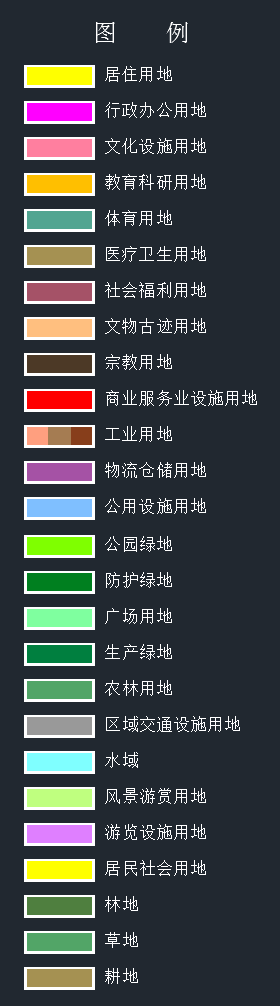 图 例
居住用地
行政办公用地
文化设施用地
教育科研用地
体育用地
医疗卫生用地
社会福利用地
文物古迹用地
宗教用地
商业服务业设施用地
工业用地
物流仓储用地
公用设施用地
公园绿地
防护绿地
广场用地
生产绿地
农林用地
区域交通设施用地
水域
风景游赏用地
游览设施用地
居民社会用地
林地
草地
耕地